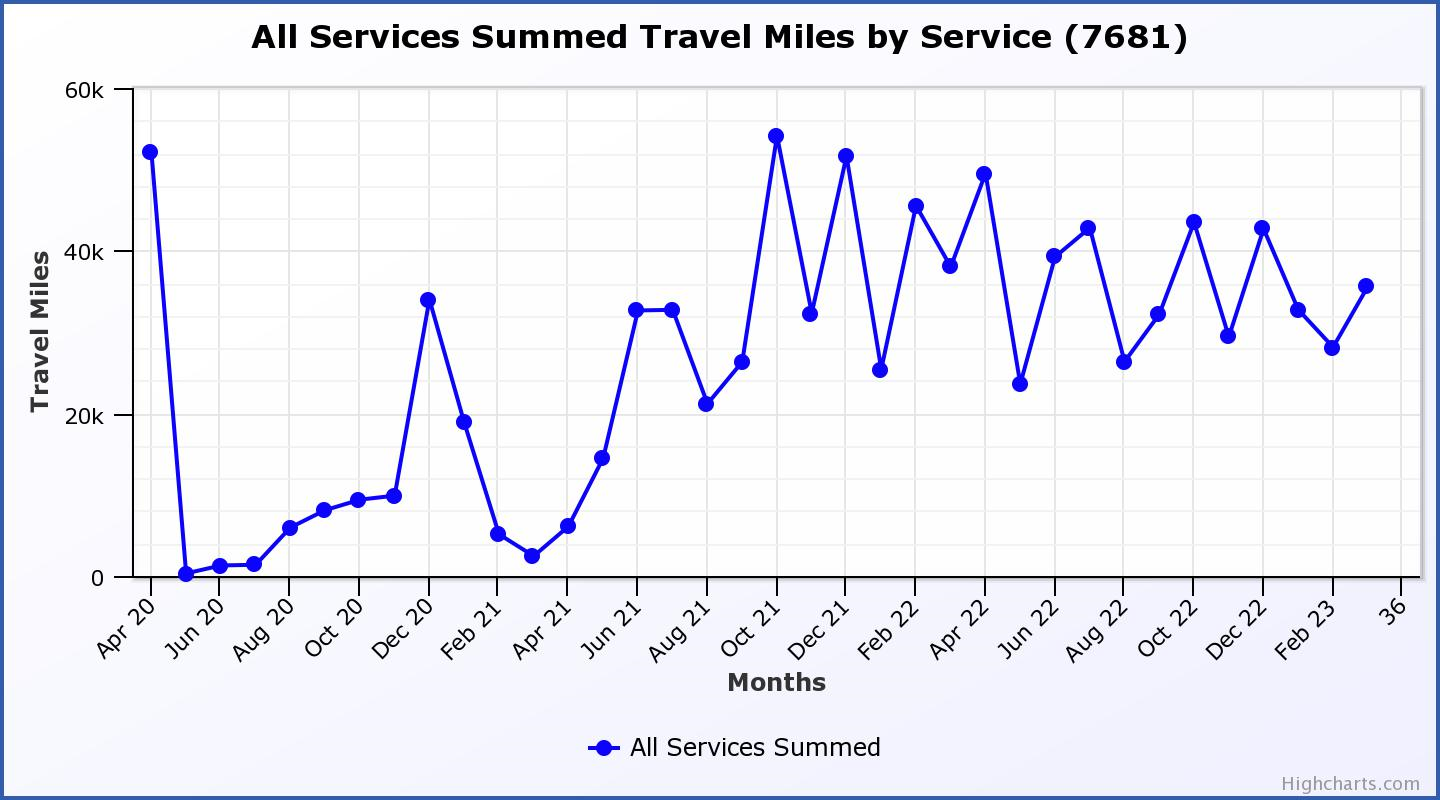 All Services Summed Travel Miles by Service (7681)
60k
40k
20k
0
Travel Miles
Apr 20
Jun 20
Aug 20
Oct 20
Dec 20
Feb 21
Apr 21
Jun 21
Aug 21
Oct 21
Dec 21
Feb 22
Apr 22
Jun 22
Aug 22
Oct 22
Dec 22
Feb 23
36
Months
All Services Summed
Highcharts.com